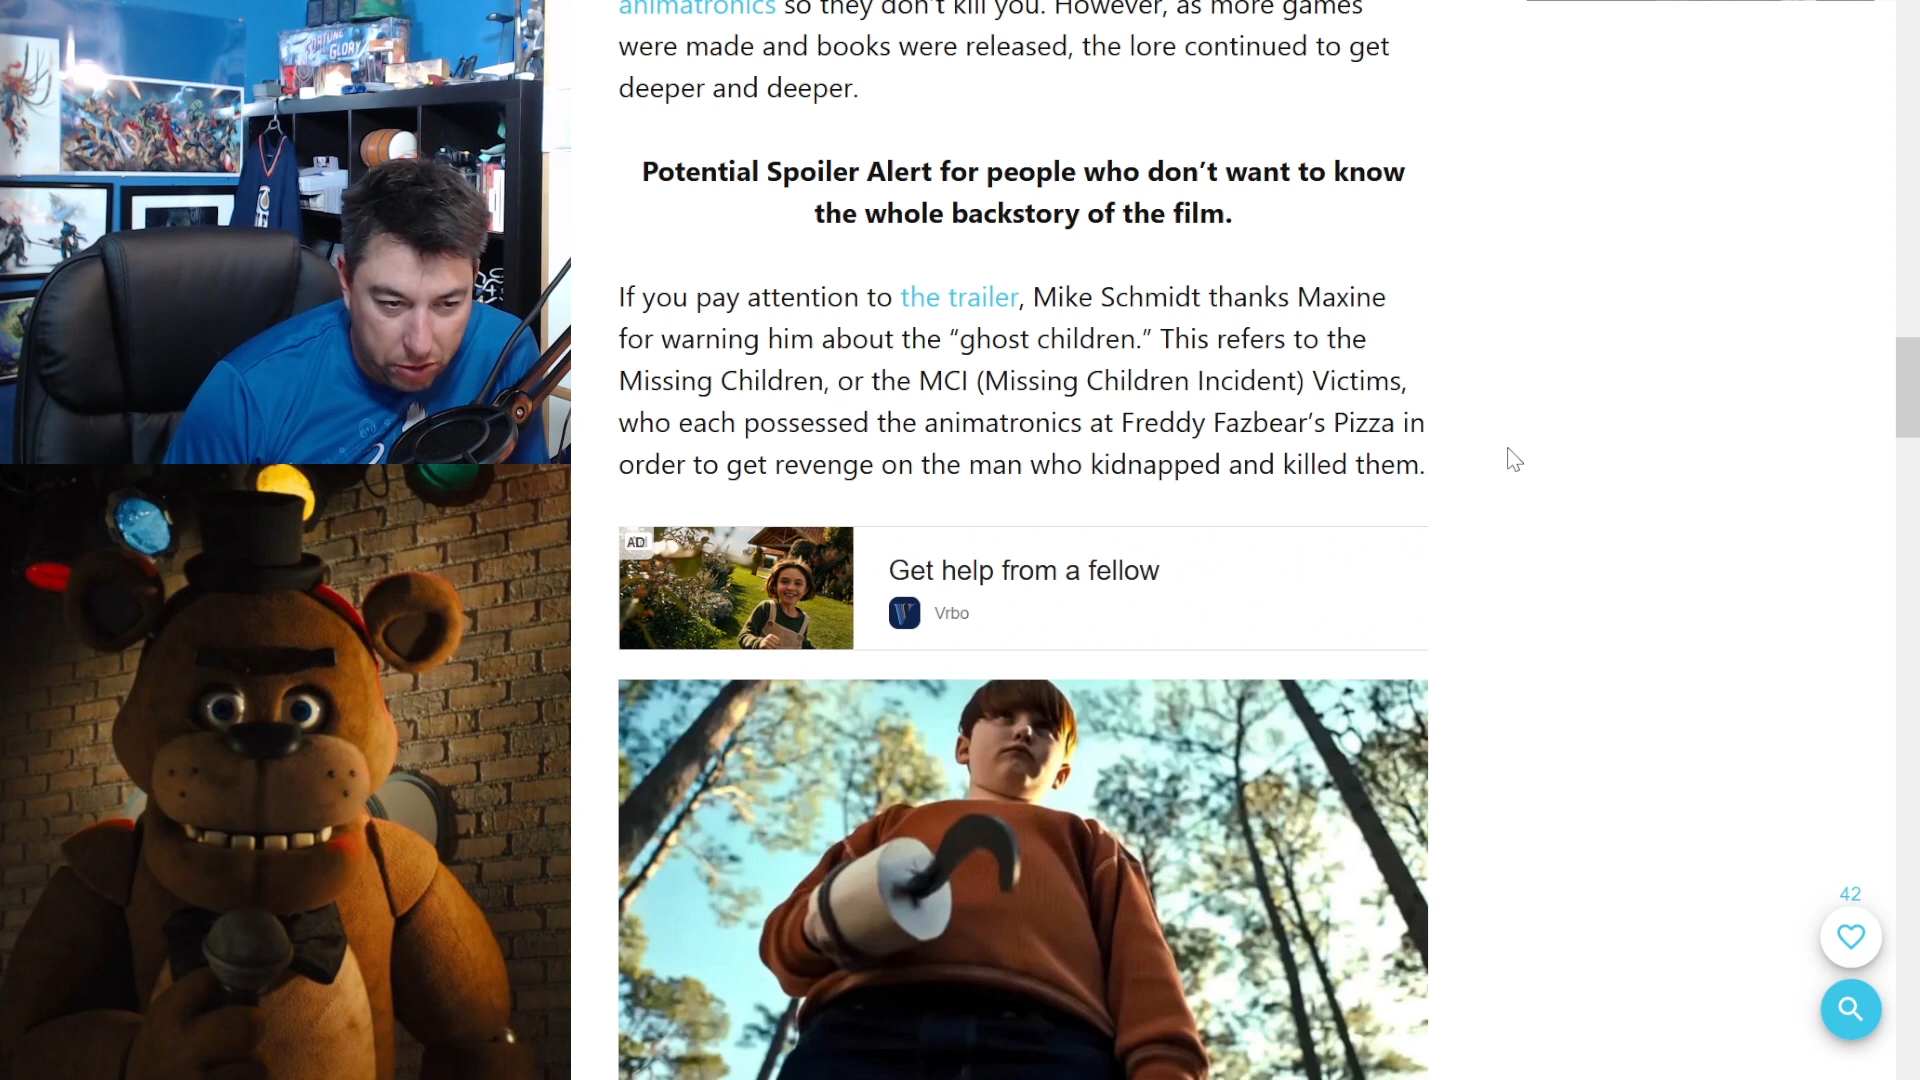 FORTUNE
GLORY
animatronics so they don't kill you. However, as more games
were made and books were released, the lore continued to get
deeper and deeper.
Potential Spoiler Alert for people who don’t want to know
the whole backstory of the film.
If you pay attention to the trailer, Mike Schmidt thanks Maxine
for warning him about the “ghost children.” This refers to the
Missing Children, or the MCI (Missing Children Incident) Victims,
who each possessed the animatronics at Freddy Fazbear’s Pizza in
order to get revenge on the man who kidnapped and killed them.
AD
Get help from a fellow
Vrbo
42